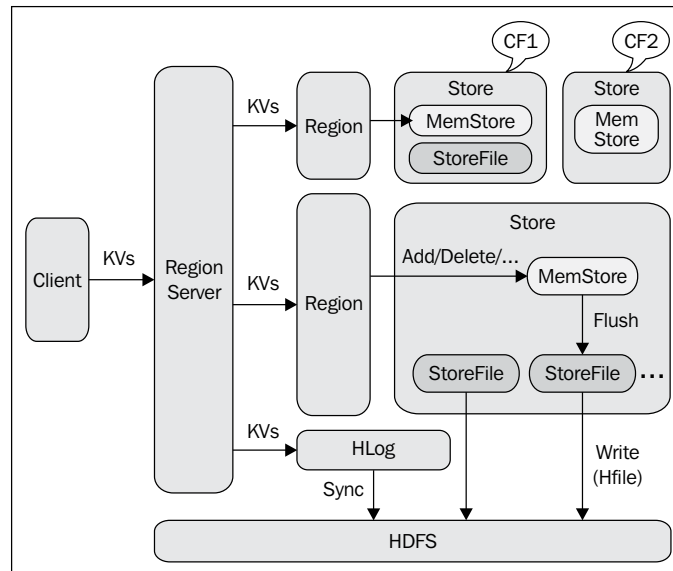 CF1
CF2
Store
Store
KVs
Region
MemStore
Mem
Store
StoreFile
Store
Client
KVs
Region
Server
KVs
Region
Add/Delete/...
MemStore
Flush
StoreFile
StoreFile
...
KVs
HLog
Write
(Hfile)
Sync
HDFS